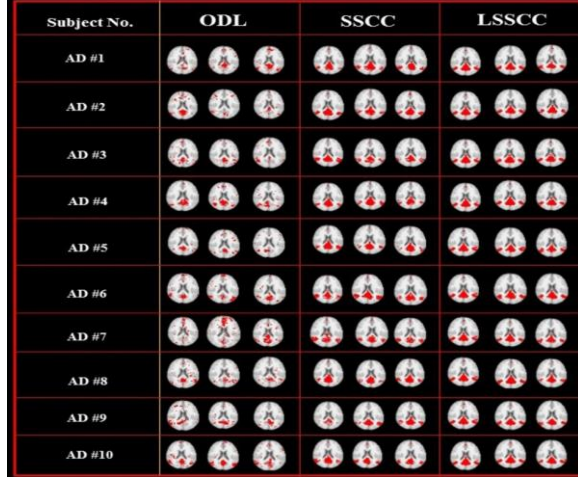 Subject No. ODL SSCC LSSCC
AD #1
AD #2
AD #3
AD #4
AD #5
AD #6
AD #7
AD #8
AD #9
AD #10